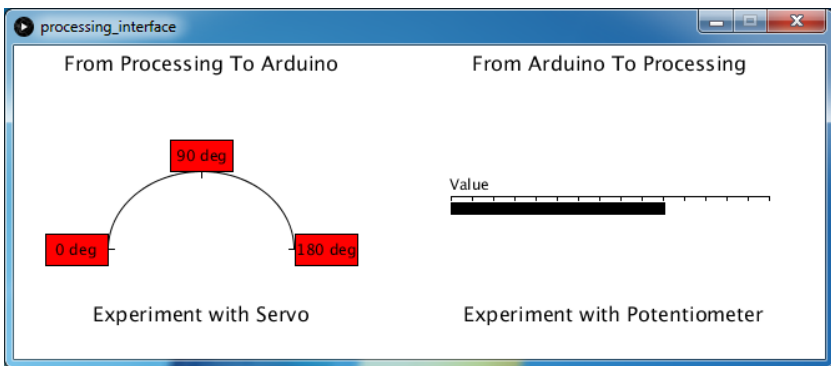 processing_interface
From Processing To Arduino
From Arduino To Processing
90 deg
Value
0 deg
180 deg
Experiment with Servo
Experiment with Potentiometer